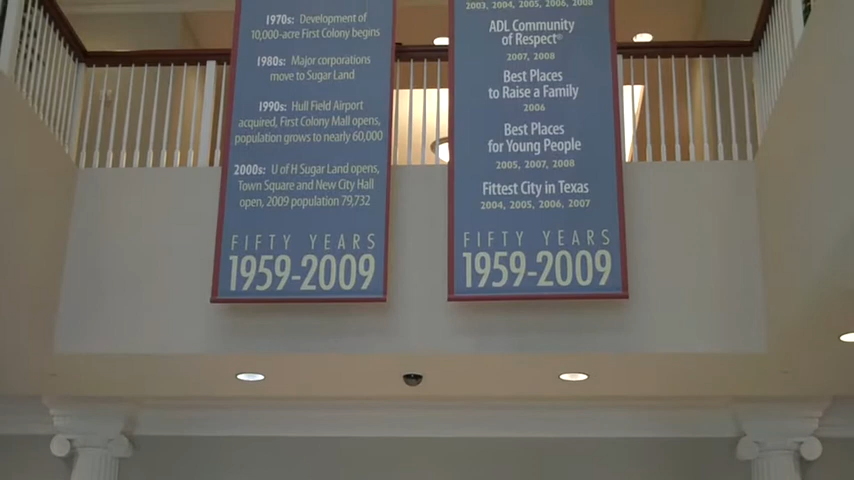 1970s: Development of
10,000-acre First Colony begins
1980s: Major corporations
move to Sugar Land
1990s: Hull Field Airport
acquired, First Colony Mall opens,
population grows to nearly 60,000
2000s: U of H Sugar Land opens,
Town Square and New City Hall
open, 2009 population 79,732
FIFTY YEARS
1959-2009
2003, 2004, 2005, 2006, 2008
ADL Community
of Respect®
2007, 2008
Best Places
to Raise a Family
2006
Best Places
for Young People
2005, 2007, 2008
Fittest City in Texas
2004, 2005, 2006, 2007
FIFTY YEARS
1959-2009